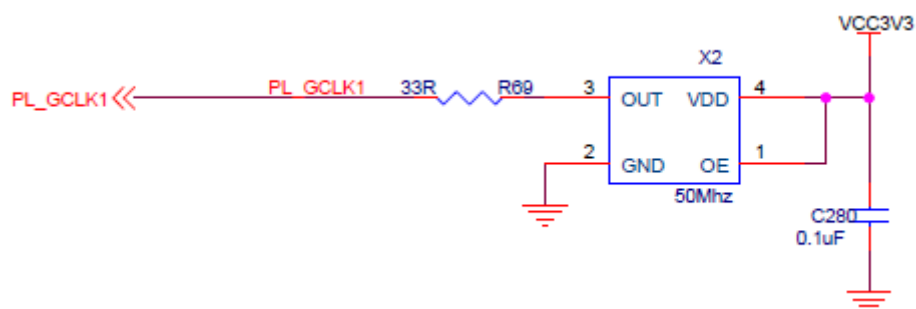 VCC3V3
X2
PL_GCLK1
PL_GCLK1
33R
R69
3
OUT
VDD
4
2
GND
OE
1
50Mhz
C280
0.1uF